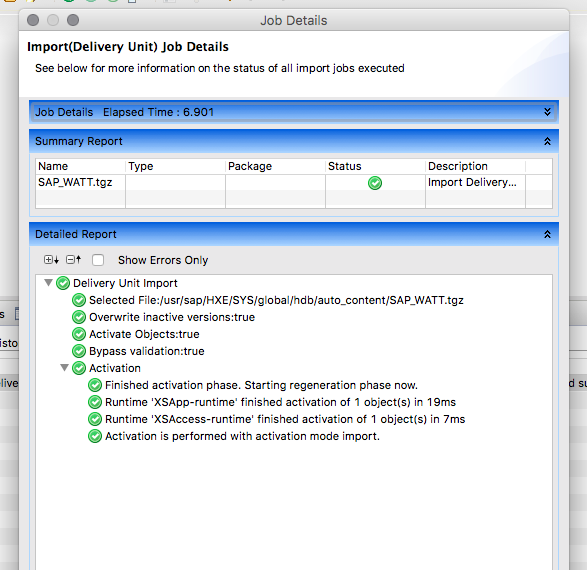 Job Details
Import(Delivery Unit) Job Details
See below for more information on the status of all import jobs executed
Job Details Elapsed Time : 6.901
Summary Report
Name Type Package Status Description
SAP_WATT.tgz Import Delivery...
Detailed Report
Show Errors Only
Delivery Unit Import
Selected File:/usr/sap/HXE/SYS/global/hdb/auto_content/SAP_WATT.tgz
Overwrite inactive versions:true
Activate Objects:true
Bypass validation:true
Activation
Finished activation phase. Starting regeneration phase now.
Runtime 'XSApp-runtime' finished activation of 1 object(s) in 19ms
Runtime 'XSAccess-runtime' finished activation of 1 object(s) in 7ms
Activation is performed with activation mode import.